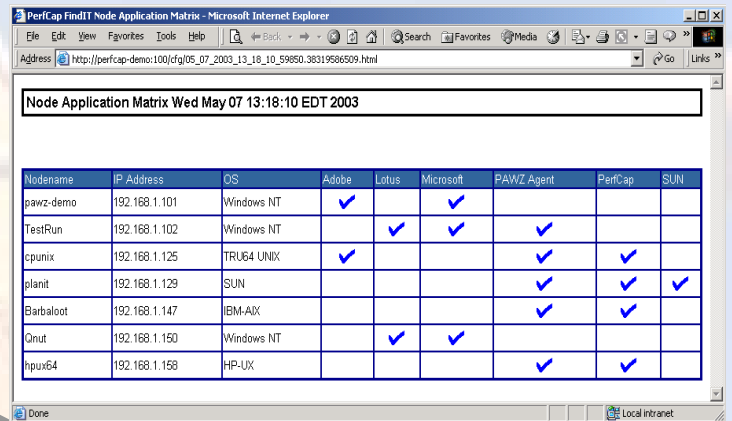 PerfCap FindIT Node Application Matrix - Microsoft Internet Explorer
File Edit View Favorites Tools Help Back Search Favorites Media »
Address http://perfcap-demo:100/cfg/05_07_2003_13_18_10_59850.38319586509.html Go Links »
Node Application Matrix Wed May 07 13:18:10 EDT 2003
Nodename IP Address OS Adobe Lotus Microsoft PAWZ Agent PerfCap SUN
pawz-demo 192.168.1.101 Windows NT ✓ ✓
TestRun 192.168.1.102 Windows NT ✓ ✓ ✓
cpunix 192.168.1.125 TRU64 UNIX ✓ ✓ ✓
planit 192.168.1.129 SUN ✓ ✓ ✓
Barbaloot 192.168.1.147 IBM-AIX ✓ ✓
Qnut 192.168.1.150 Windows NT ✓ ✓
hpux64 192.168.1.158 HP-UX ✓ ✓
Done Local intranet